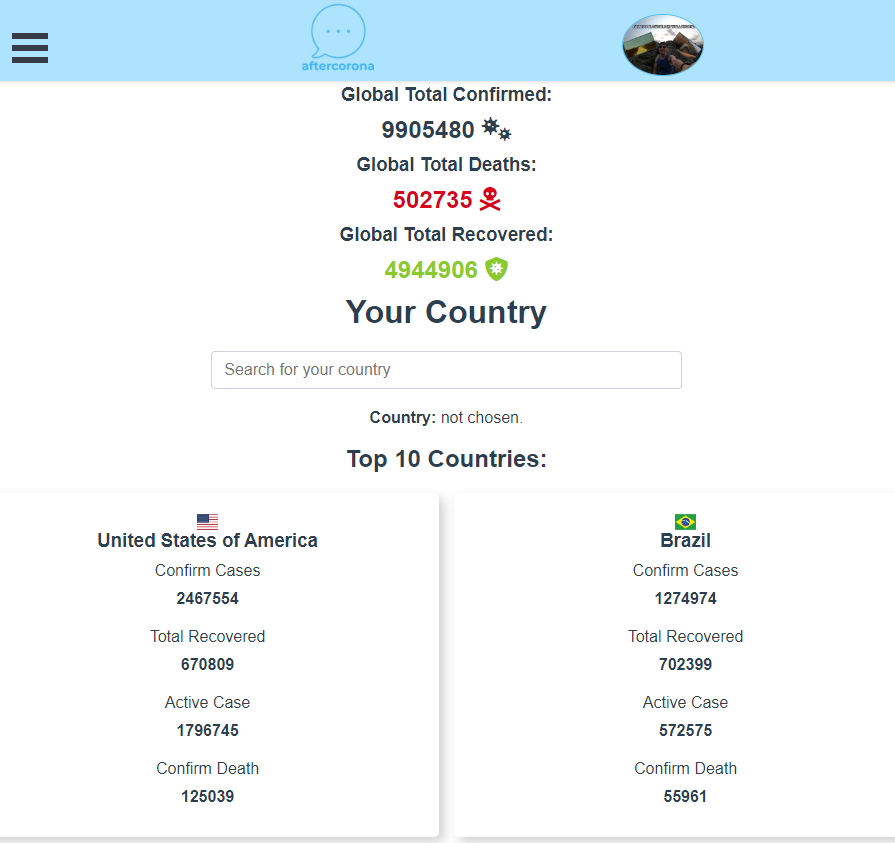 aftercorona
Global Total Confirmed:
9905480
Global Total Deaths:
502735
Global Total Recovered:
4944906
Your Country
Search for your country
Country: not chosen.
Top 10 Countries:
United States of America
Confirm Cases
2467554
Total Recovered
670809
Active Case
1796745
Confirm Death
125039
Brazil
Confirm Cases
1274974
Total Recovered
702399
Active Case
572575
Confirm Death
55961